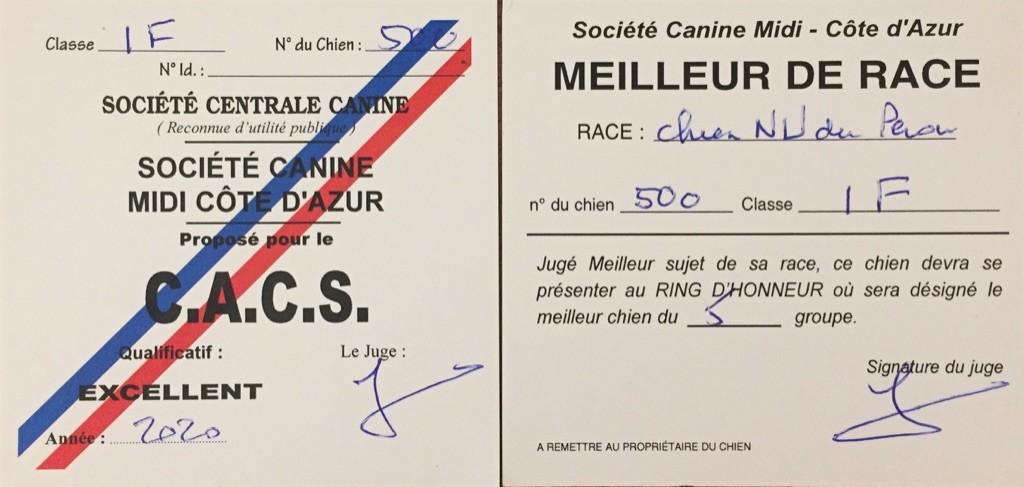 Classe IF N° du Chien : 500
N° Id. :
SOCIÉTÉ CENTRALE CANINE
( Reconnue d'utilité publique )
SOCIÉTÉ CANINE
MIDI CÔTE D'AZUR
Proposé pour le
C.A.C.S.
Qualificatif : Le Juge :
EXCELLENT
Année : 2020
Société Canine Midi - Côte d'Azur
MEILLEUR DE RACE
RACE : Chien NU du Perou
n° du chien 500 Classe IF
Jugé Meilleur sujet de sa race, ce chien devra se
présenter au RING D'HONNEUR où sera désigné le
meilleur chien du 5 groupe.
Signature du juge
A REMETTRE AU PROPRIÉTAIRE DU CHIEN